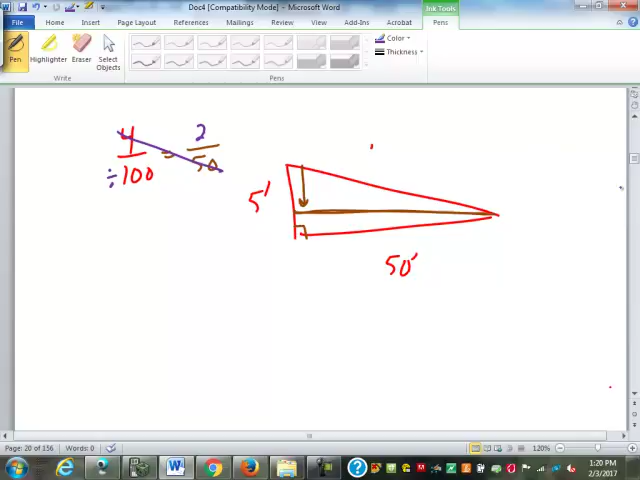 Doc4 [Compatibility Mode] - Microsoft Word
Ink Tools
File
Home
Insert
Page Layout
References
Mailings
Review
View
Add-Ins
Acrobat
Pens
Pen
Highlighter
Eraser
Select Objects
Color
Thickness
Write
Pens
4/100 = 2/50
÷
5'
50'
Page: 20 of 156
Words: 0
120%
1:20 PM
2/3/2017